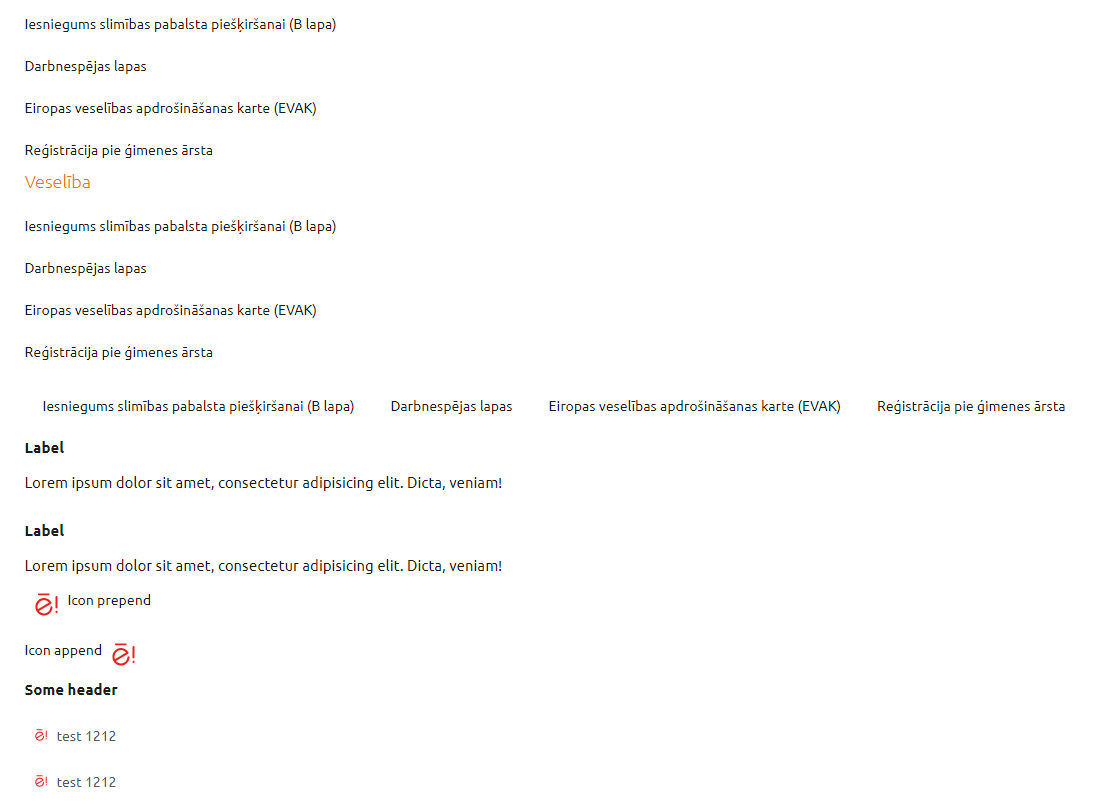 Iesniegums slimības pabalsta piešķiršanai (B lapa)
Darbnespējas lapas
Eiropas veselības apdrošināšanas karte (EVAK)
Reģistrācija pie ģimenes ārsta
Veselība
Iesniegums slimības pabalsta piešķiršanai (B lapa)
Darbnespējas lapas
Eiropas veselības apdrošināšanas karte (EVAK)
Reģistrācija pie ģimenes ārsta
Iesniegums slimības pabalsta piešķiršanai (B lapa) Darbnespējas lapas Eiropas veselības apdrošināšanas karte (EVAK) Reģistrācija pie ģimenes ārsta
Label
Lorem ipsum dolor sit amet, consectetur adipisicing elit. Dicta, veniam!
Label
Lorem ipsum dolor sit amet, consectetur adipisicing elit. Dicta, veniam!
ē! Icon prepend
Icon append ē!
Some header
ē! test 1212
ē! test 1212